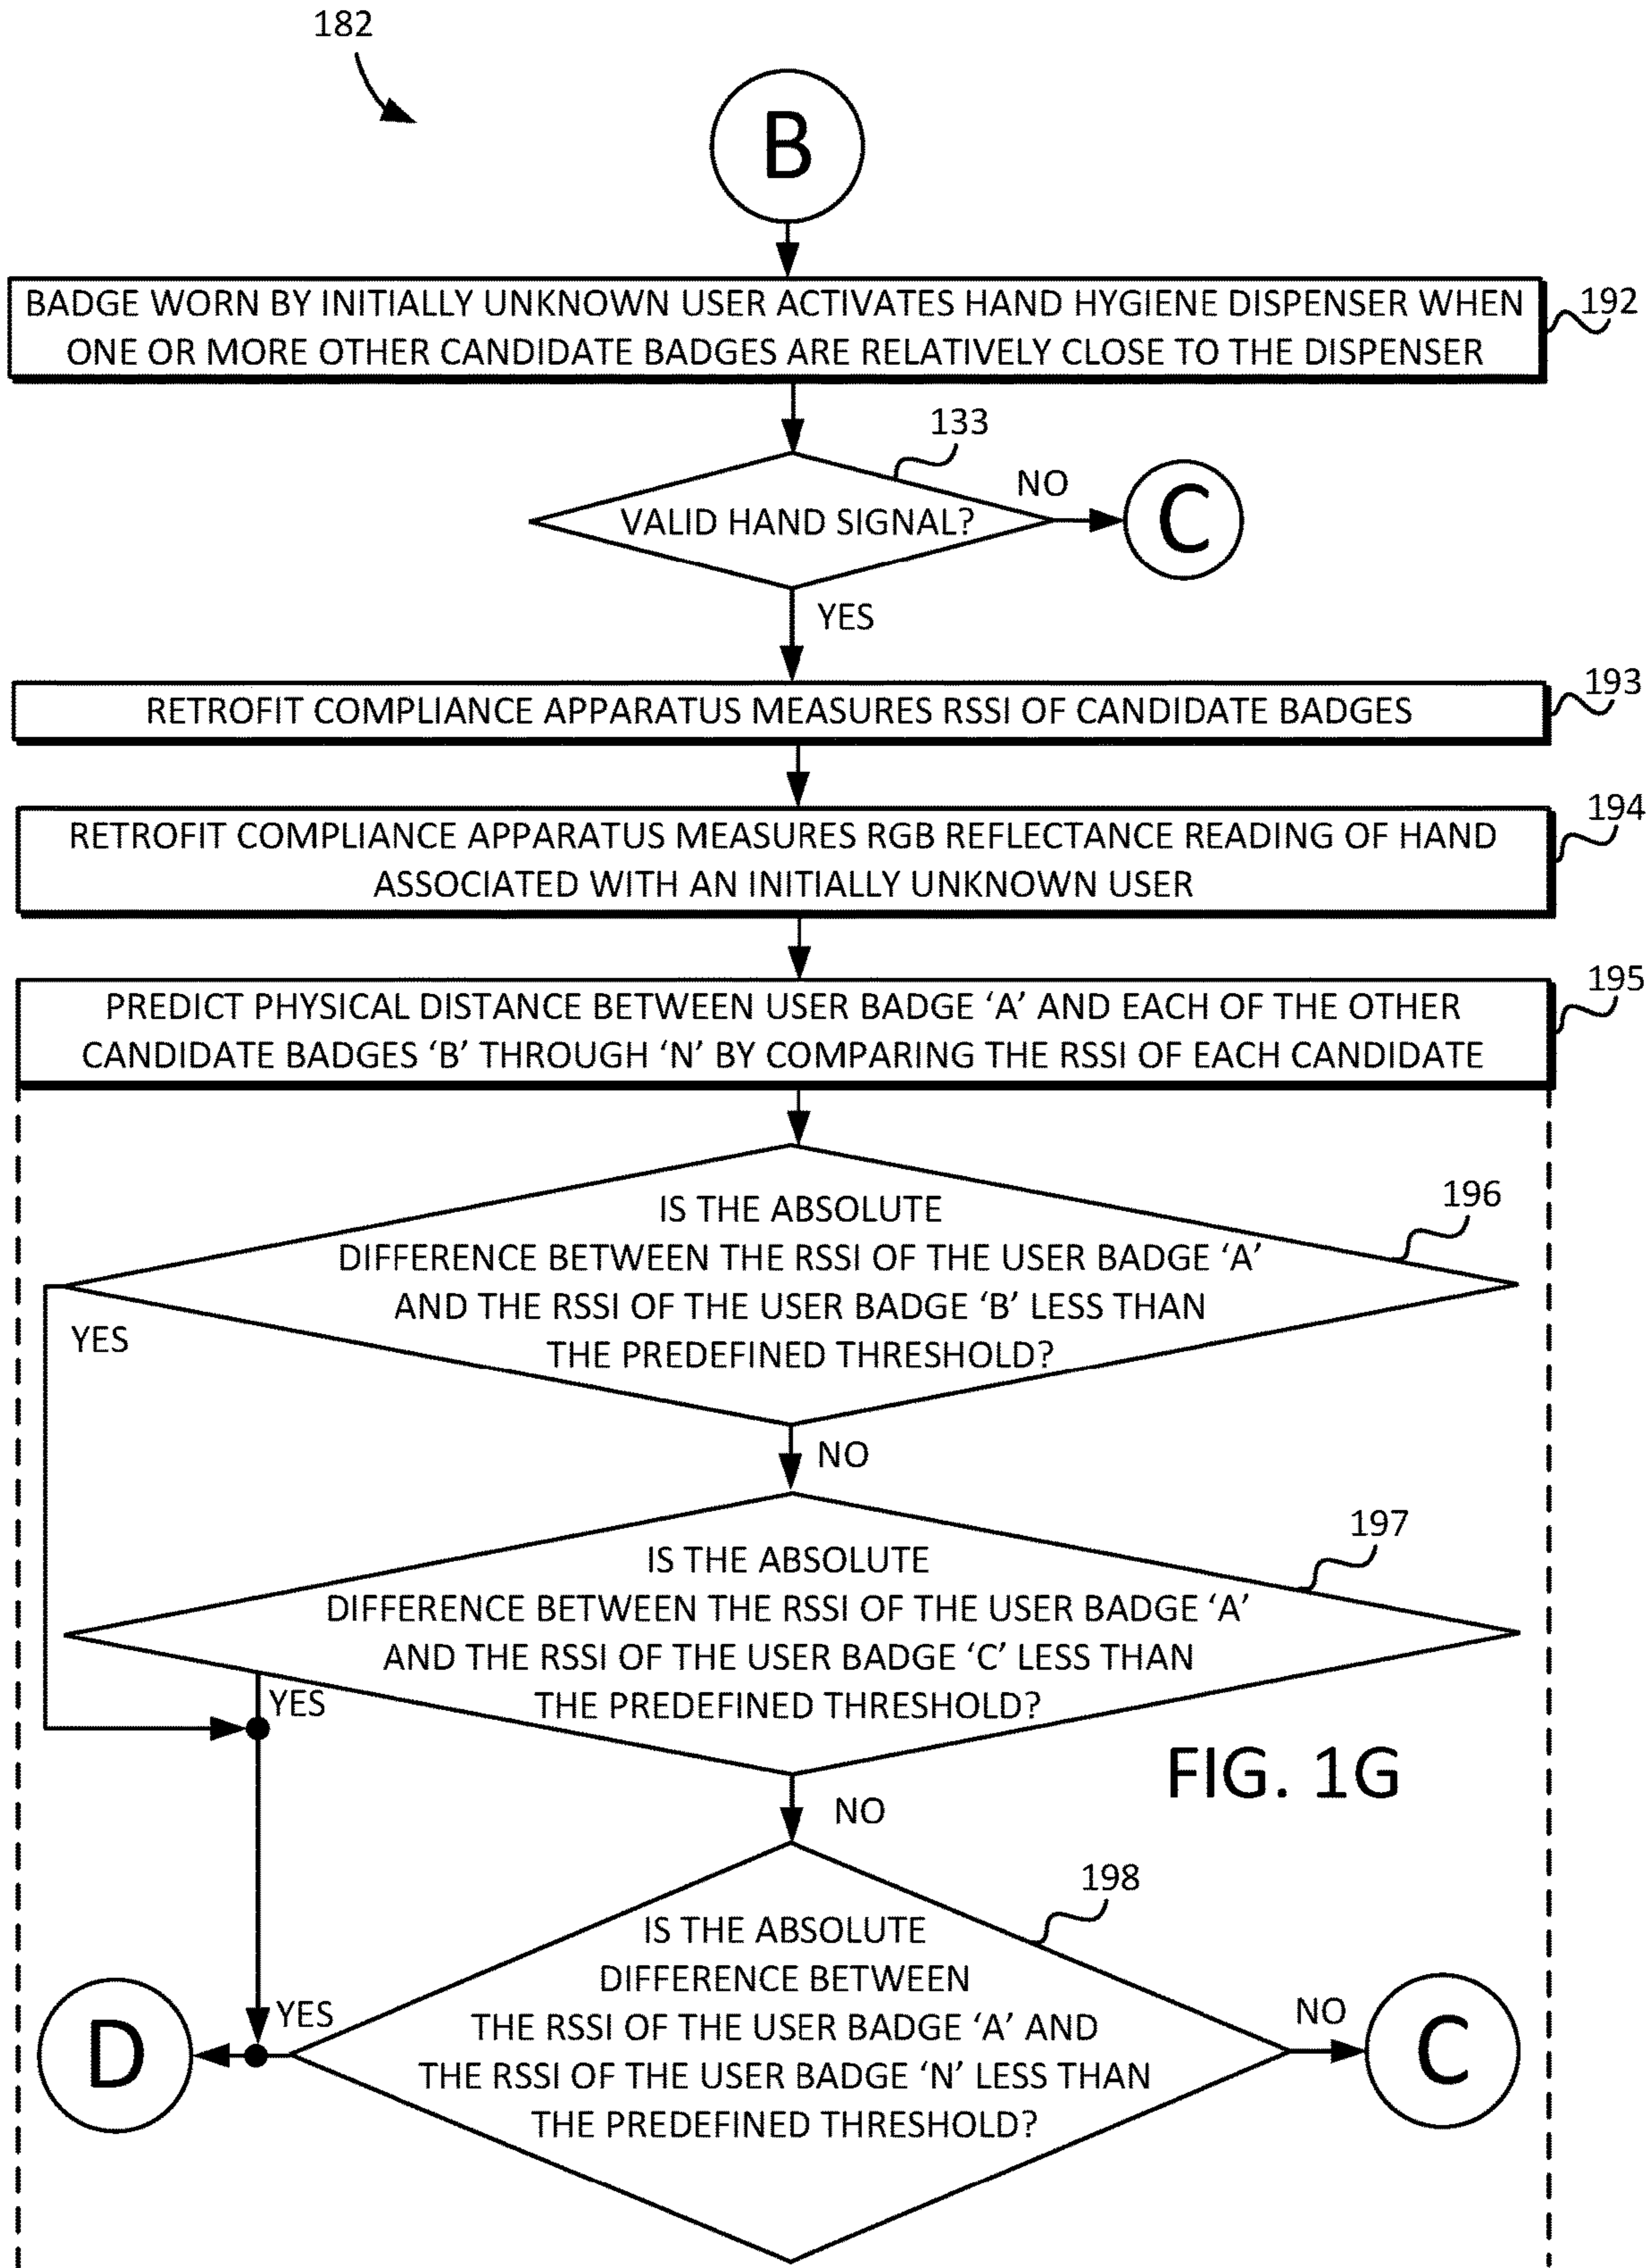 182
B
BADGE WORN BY INITIALLY UNKNOWN USER ACTIVATES HAND HYGIENE DISPENSER WHEN
ONE OR MORE OTHER CANDIDATE BADGES ARE RELATIVELY CLOSE TO THE DISPENSER
192
133
VALID HAND SIGNAL?
NO
C
YES
RETROFIT COMPLIANCE APPARATUS MEASURES RSSI OF CANDIDATE BADGES
193
RETROFIT COMPLIANCE APPARATUS MEASURES RGB REFLECTANCE READING OF HAND
ASSOCIATED WITH AN INITIALLY UNKNOWN USER
194
PREDICT PHYSICAL DISTANCE BETWEEN USER BADGE ‘A’ AND EACH OF THE OTHER
CANDIDATE BADGES ‘B’ THROUGH ‘N’ BY COMPARING THE RSSI OF EACH CANDIDATE
195
196
IS THE ABSOLUTE
DIFFERENCE BETWEEN THE RSSI OF THE USER BADGE ‘A’
AND THE RSSI OF THE USER BADGE ‘B’ LESS THAN
THE PREDEFINED THRESHOLD?
YES
NO
197
IS THE ABSOLUTE
DIFFERENCE BETWEEN THE RSSI OF THE USER BADGE ‘A’
AND THE RSSI OF THE USER BADGE ‘C’ LESS THAN
THE PREDEFINED THRESHOLD?
YES
NO
FIG. 1G
198
IS THE ABSOLUTE
DIFFERENCE BETWEEN
THE RSSI OF THE USER BADGE ‘A’ AND
THE RSSI OF THE USER BADGE ‘N’ LESS THAN
THE PREDEFINED THRESHOLD?
YES
D
NO
C